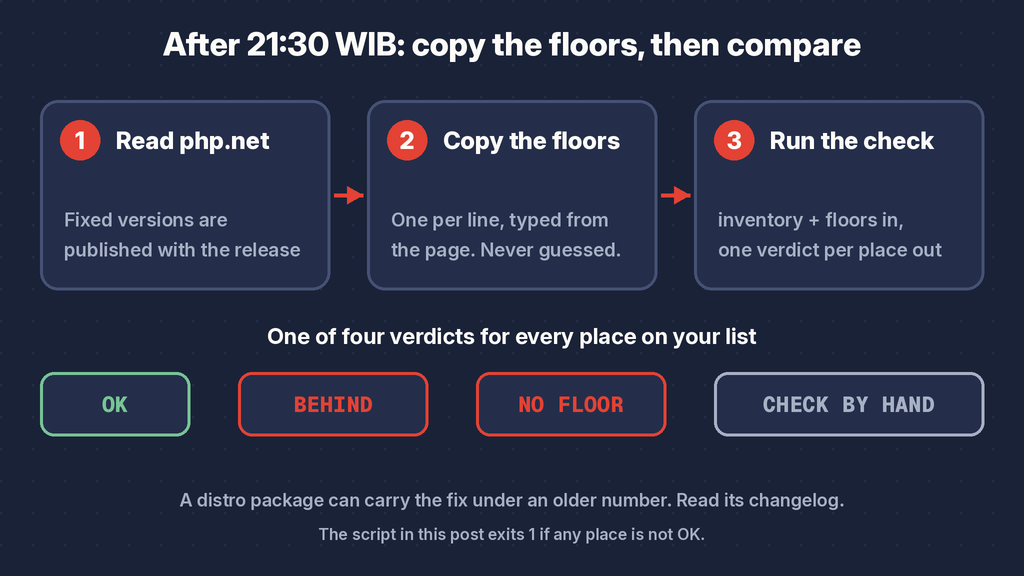 After 21:30 WIB: copy the floors, then compare
1 Read php.net
Fixed versions are
published with the release
2 Copy the floors
One per line, typed from
the page. Never guessed.
3 Run the check
inventory + floors in,
one verdict per place out
One of four verdicts for every place on your list
OK
BEHIND
NO FLOOR
CHECK BY HAND
A distro package can carry the fix under an older number. Read its changelog.
The script in this post exits 1 if any place is not OK.